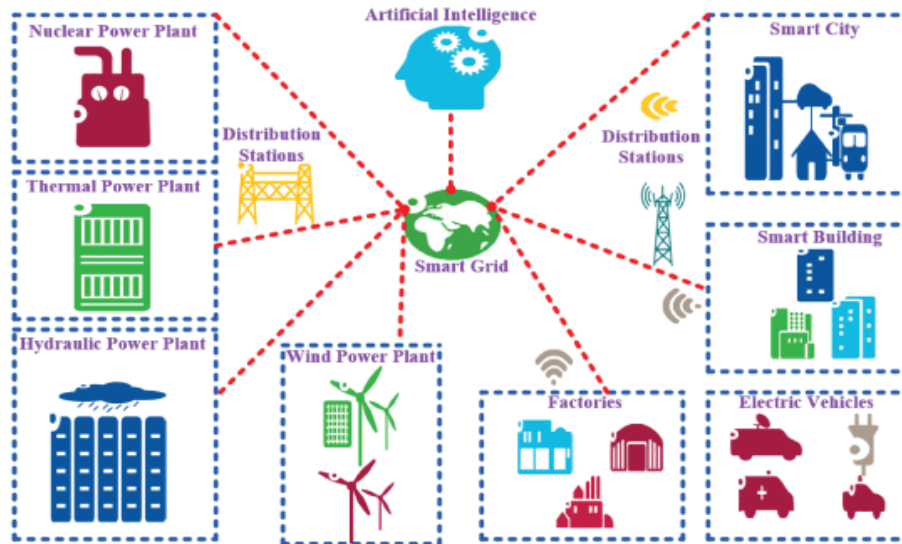 Artificial Intelligence
Nuclear Power Plant
Smart City
Distribution
Stations
Distribution
Stations
Thermal Power Plant
Smart Building
Smart Grid
Hydraulic Power Plant
Wind Power Plant
Factories
Electric Vehicles